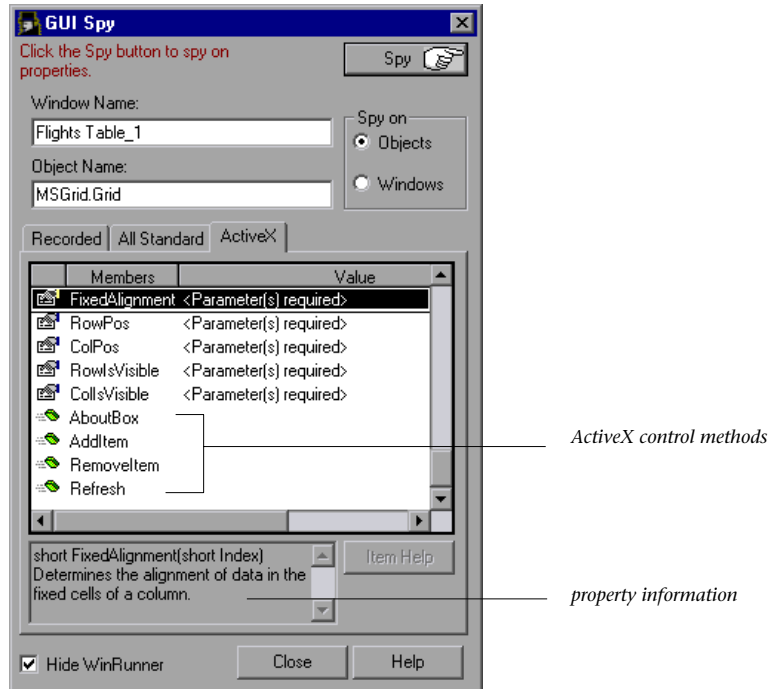 GUI Spy
Click the Spy button to spy on
properties.
Spy
Window Name:
Flights Table_1
Spy on
Objects
Windows
Object Name:
MSGrid.Grid
Recorded All Standard ActiveX
Members Value
FixedAlignment <Parameter(s) required>
RowPos <Parameter(s) required>
ColPos <Parameter(s) required>
RowIsVisible <Parameter(s) required>
ColIsVisible <Parameter(s) required>
AboutBox
AddItem
RemoveItem
Refresh
ActiveX control methods
short FixedAlignment(short Index)
Determines the alignment of data in the
fixed cells of a column.
Item Help
property information
Hide WinRunner
Close
Help